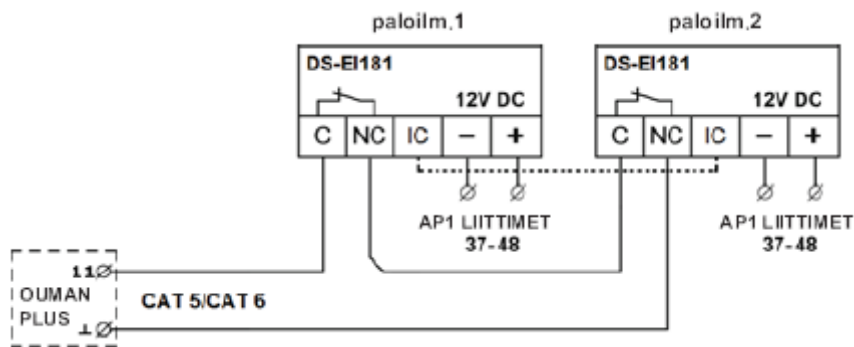 paloilm.1
paloilm.2
DS-EI181
12V DC
C NC IC – +
DS-EI181
12V DC
C NC IC – +
AP1 LIITTIMET
37-48
AP1 LIITTIMET
37-48
11
OUMAN
PLUS
⊥
CAT 5/CAT 6